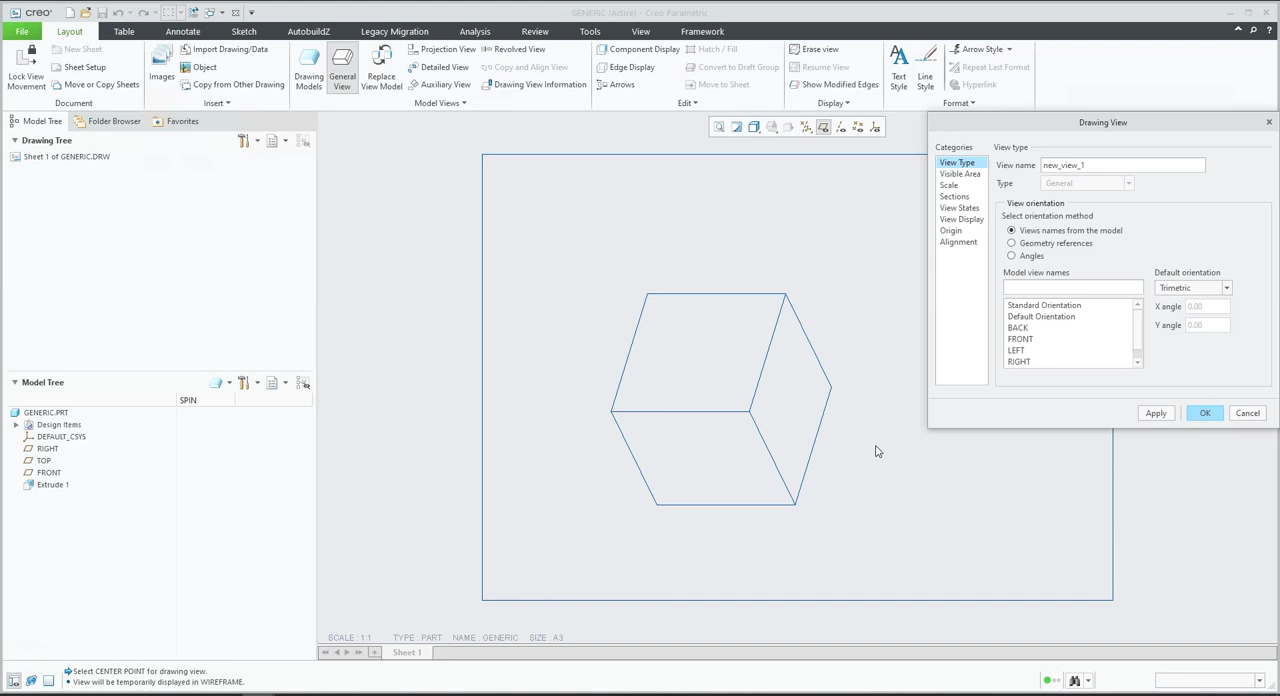 creo
GENERIC (Active) - Creo Parametric
File Layout Table Annotate Sketch AutobuildZ Legacy Migration Analysis Review Tools View Framework
Lock View Movement
New Sheet
Sheet Setup
Move or Copy Sheets
Document
Images
Import Drawing/Data
Object
Copy from Other Drawing
Insert
Drawing Models
General View
Replace View Model
Projection View
Detailed View
Auxiliary View
Revolved View
Copy and Align View
Drawing View Information
Model Views
Component Display
Edge Display
Arrows
Hatch / Fill
Convert to Draft Group
Move to Sheet
Edit
Erase view
Resume View
Show Modified Edges
Display
Text Style
Line Style
Arrow Style
Repeat Last Format
Hyperlink
Format
Model Tree Folder Browser Favorites
Drawing Tree
Sheet 1 of GENERIC.DRW
Model Tree
SPIN
GENERIC.PRT
Design Items
DEFAULT_CSYS
RIGHT
TOP
FRONT
Extrude 1
Drawing View
Categories
View Type
Visible Area
Scale
Sections
View States
View Display
Origin
Alignment
View type
View name new_view_1
Type General
View orientation
Select orientation method
Views names from the model
Geometry references
Angles
Model view names
Default orientation
Trimetric
Standard Orientation
Default Orientation
BACK
FRONT
LEFT
RIGHT
X angle 0.00
Y angle 0.00
Apply OK Cancel
SCALE : 1:1 TYPE : PART NAME : GENERIC SIZE : A3
Sheet 1
Select CENTER POINT for drawing view.
• View will be temporarily displayed in WIREFRAME.